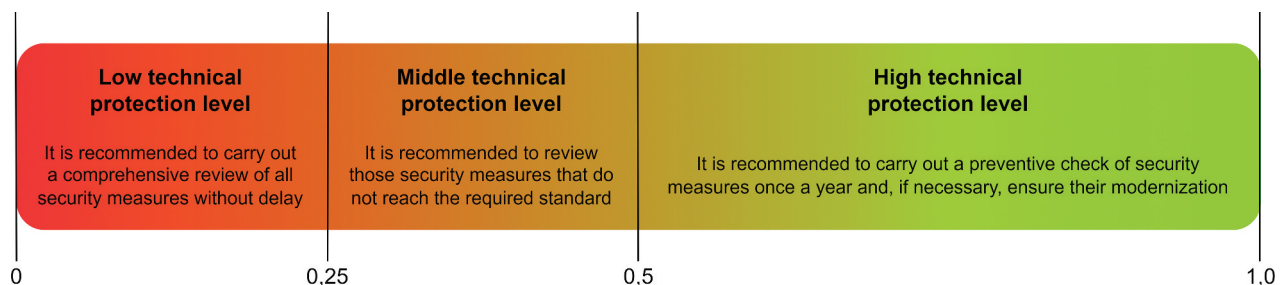 Low technical
protection level
It is recommended to carry out
a comprehensive review of all
security measures without delay
Middle technical
protection level
It is recommended to review
those security measures that do
not reach the required standard
High technical
protection level
It is recommended to carry out a preventive check of security
measures once a year and, if necessary, ensure their modernization
0
0,25
0,5
1,0